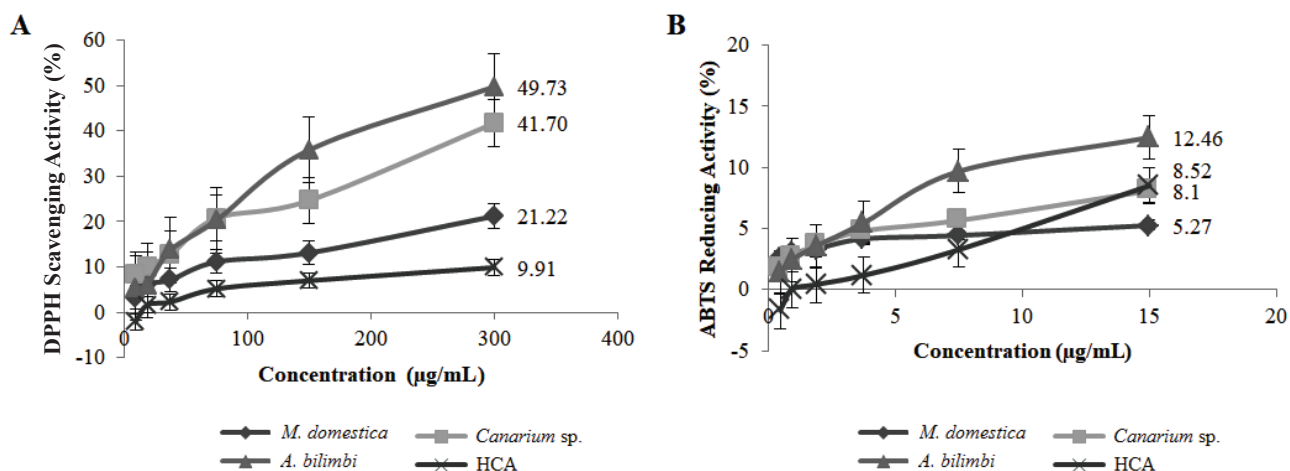 A
DPPH Scavenging Activity (%)
60
50
40
30
20
10
0
-10
0
100
200
300
400
49.73
41.70
21.22
9.91
Concentration (µg/mL)
M. domestica
Canarium sp.
A. bilimbi
HCA
B
ABTS Reducing Activity (%)
20
15
10
5
0
-5
0
5
10
15
20
12.46
8.52
8.1
5.27
Concentration (µg/mL)
M. domestica
Canarium sp.
A. bilimbi
HCA